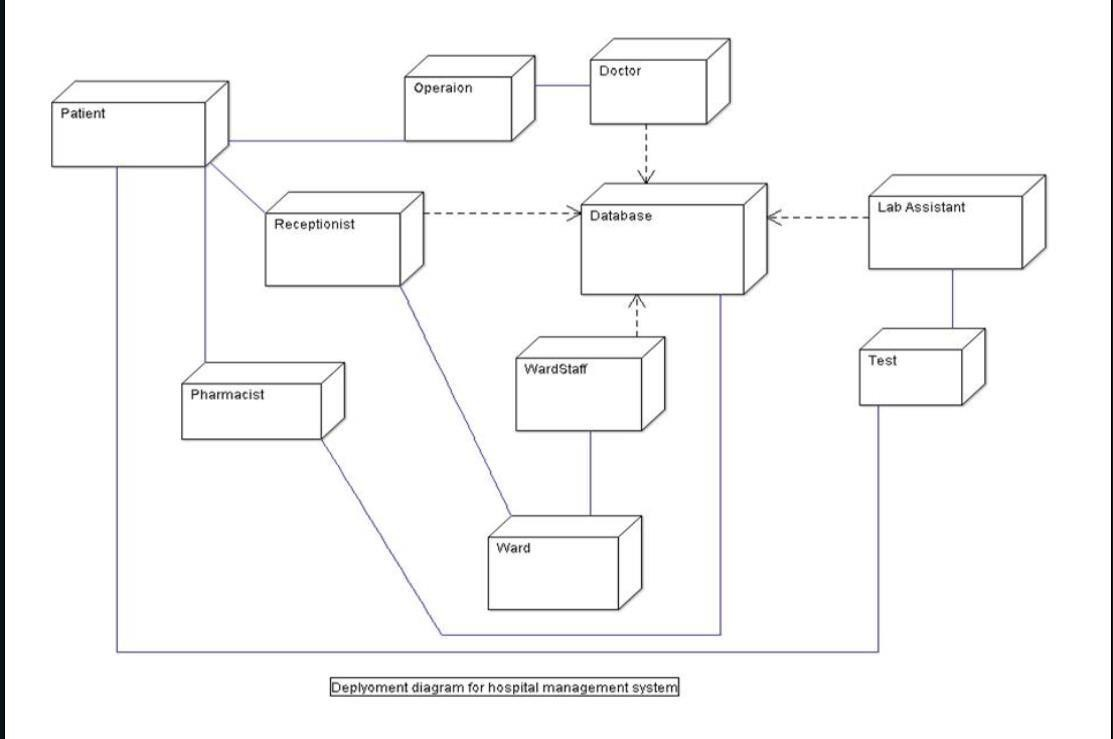 Doctor
Operaion
Patient
Lab Assistant
Database
Receptionist
Test
WardStaff
Pharmacist
Ward
Deplyoment diagram for hospital management system